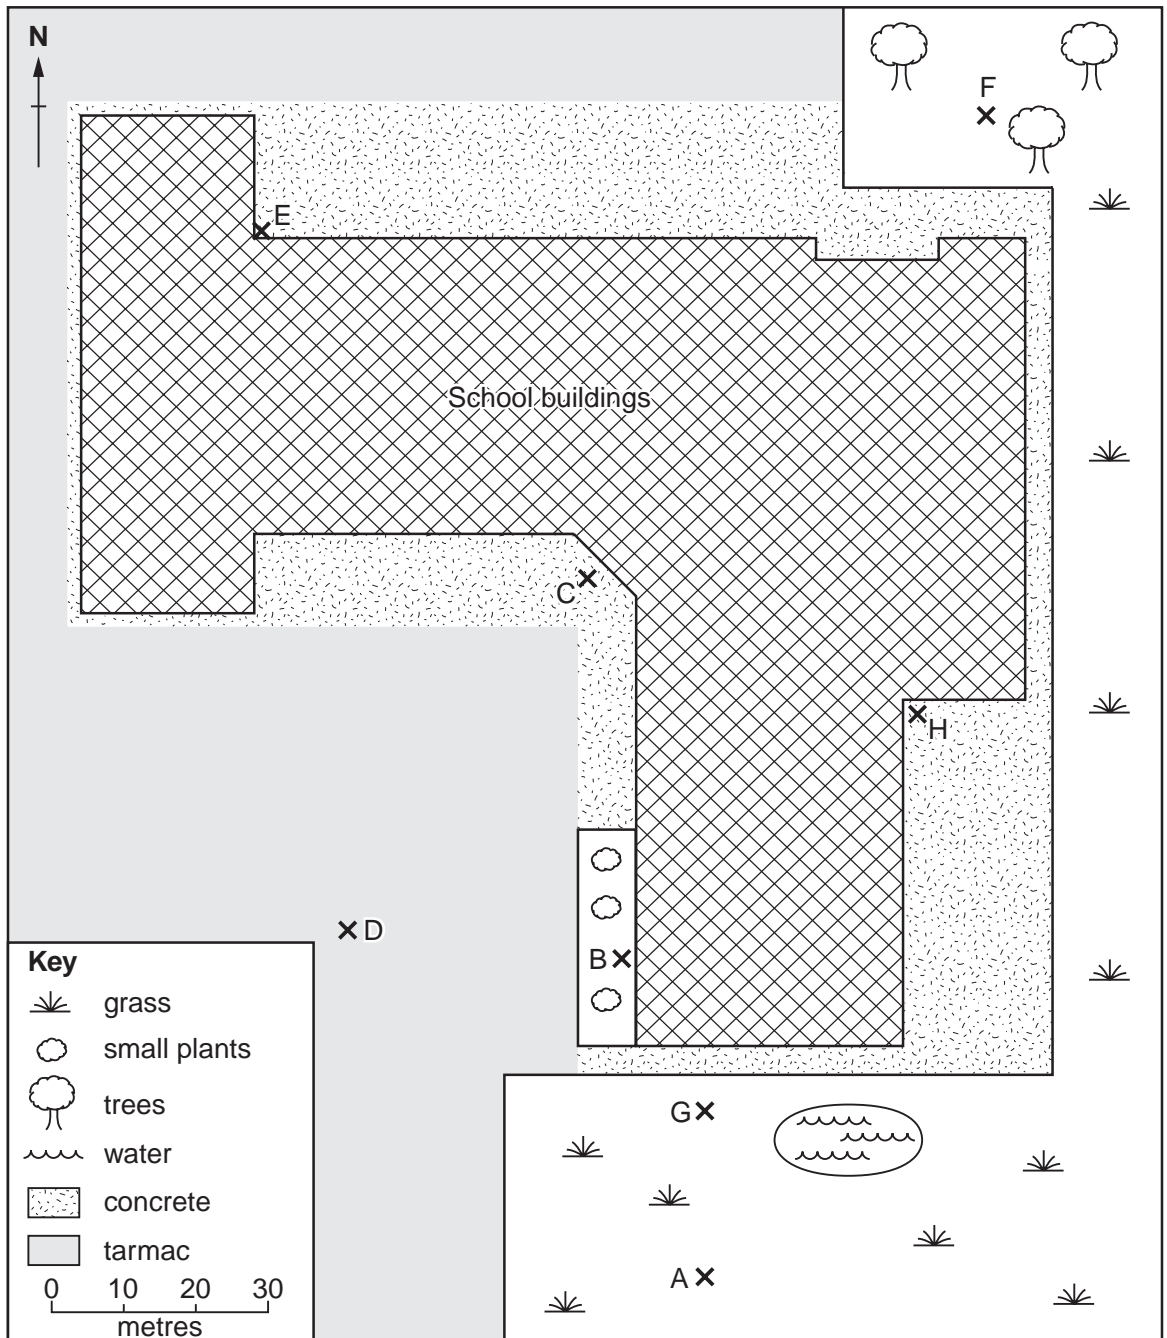 N
F
E
School buildings
C
H
D
B
Key
grass
small plants
trees
G
water
concrete
tarmac
A
0 10 20 30
metres